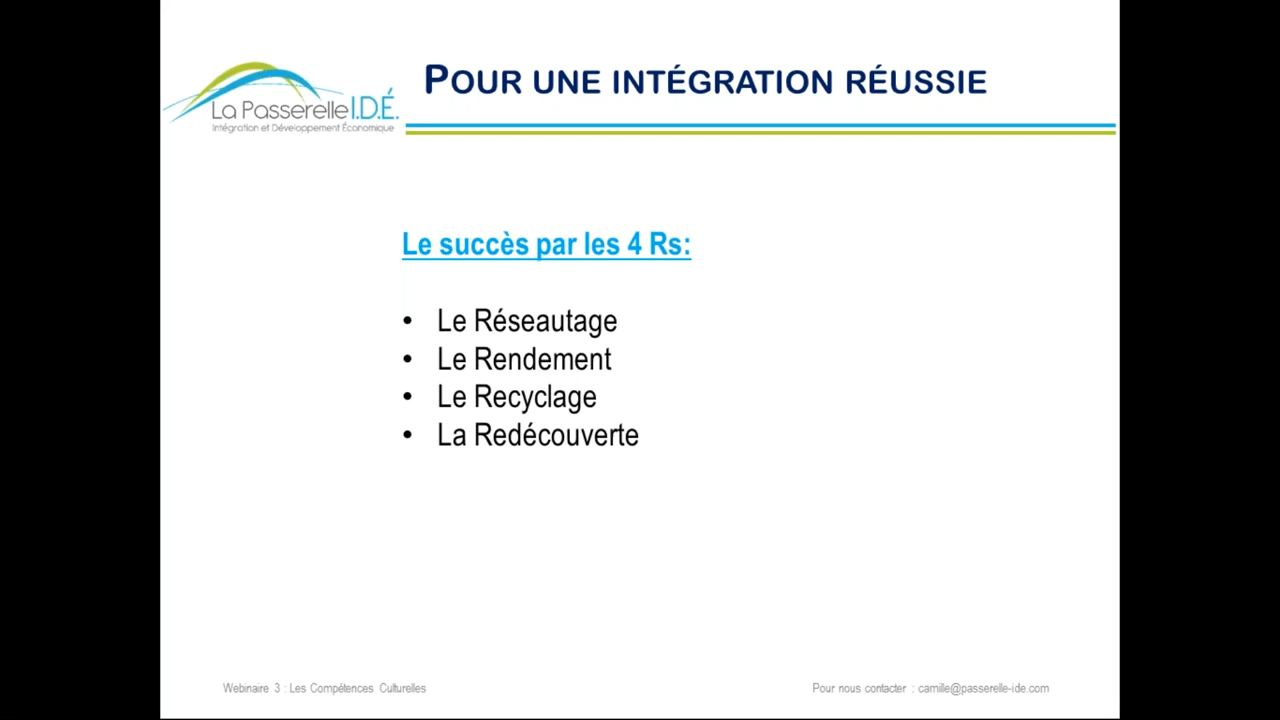 La Passerelle I.D.É.
Intégration et Développement Économique
POUR UNE INTÉGRATION RÉUSSIE
Le succès par les 4 Rs:
• Le Réseautage
• Le Rendement
• Le Recyclage
• La Redécouverte
Webinaire 3 : Les Compétences Culturelles
Pour nous contacter : camille@passerelle-ide.com